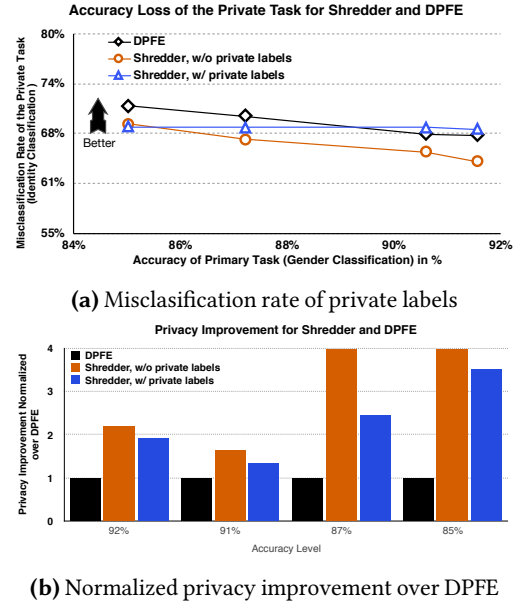 Accuracy Loss of the Private Task for Shredder and DPFE
Misclassification Rate of the Private Task
(Identity Classification )
80%
74%
68%
61%
55%
DPFE
Shredder, w/o private labels
Shredder, w/ private labels
Better
84%
86%
88%
90%
92%
Accuracy of Primary Task (Gender Classification) in %
(a) Misclasification rate of private labels
Privacy Improvement for Shredder and DPFE
Privacy Improvement Normalized
over DPFE
4
3
2
1
0
DPFE
Shredder, w/o private labels
Shredder, w/ private labels
92%
91%
87%
85%
Accuracy Level
(b) Normalized privacy improvement over DPFE